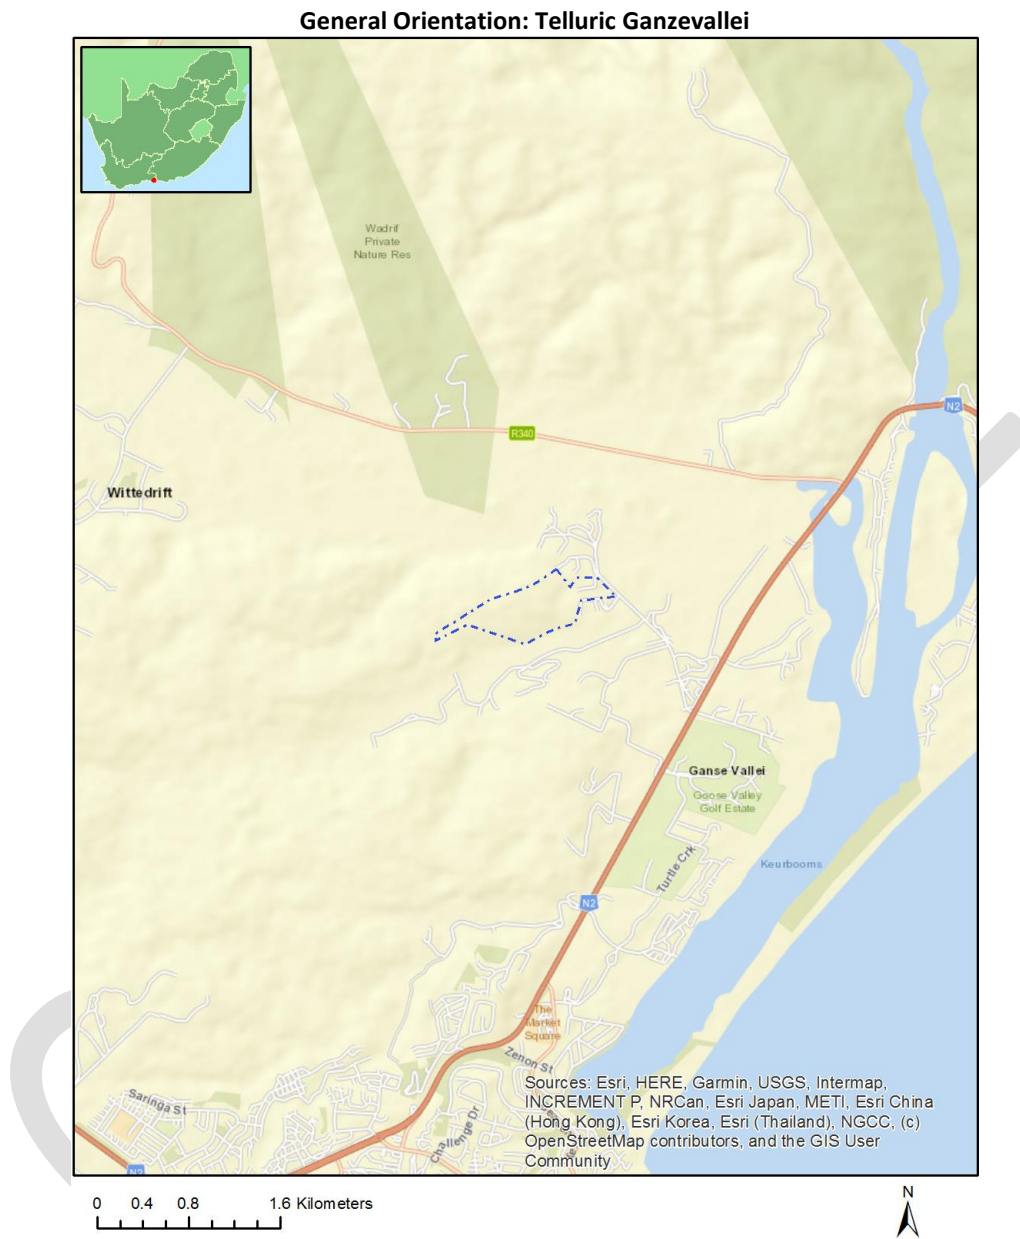 General Orientation: Telluric Ganzevallei
Wadrif
Private
Nature Res
N2
R340
Wittedrift
Ganse Vallei
Goose Valley
Golf Estate
Turtle Crk
Keurbooms
N2
The
Market
Square
Zenon St
Saringa St
Challenge Dr
N2
Sources: Esri, HERE, Garmin, USGS, Intermap,
INCREMENT P, NRCan, Esri Japan, METI, Esri China
(Hong Kong), Esri Korea, Esri (Thailand), NGCC, (c)
OpenStreetMap contributors, and the GIS User
Community
0 0.4 0.8 1.6 Kilometers
N